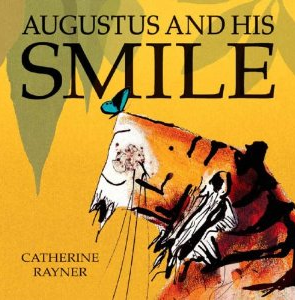 AUGUSTUS AND HIS
SMILE
CATHERINE
RAYNER